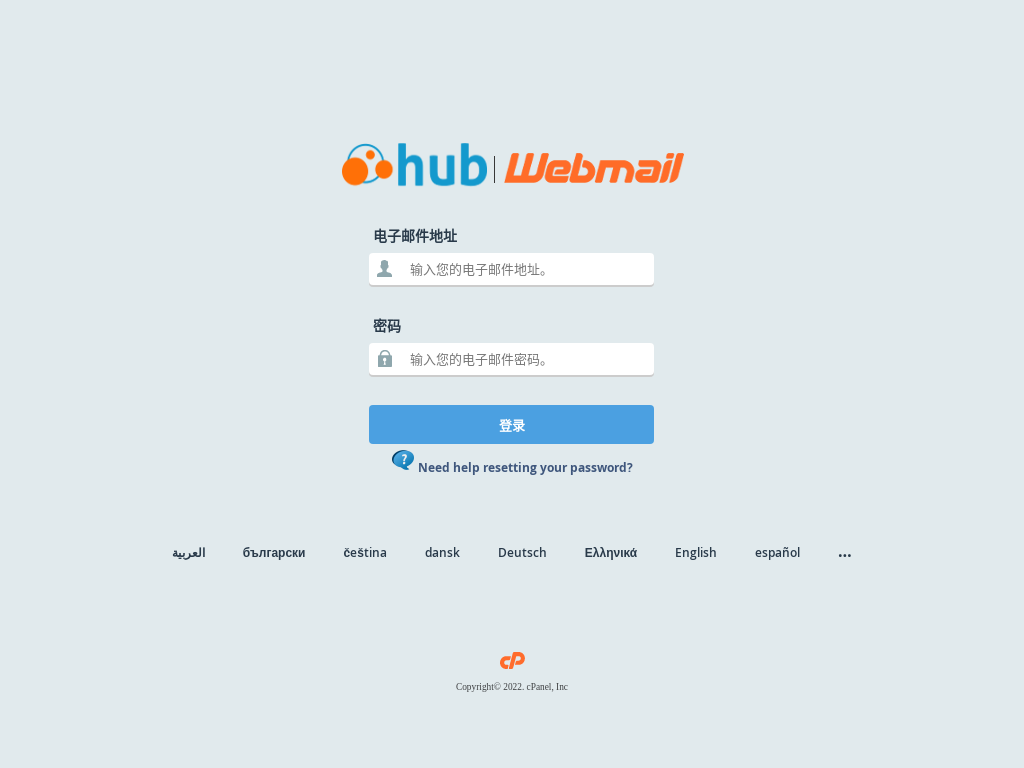 hub | Webmail
电子邮件地址
输入您的电子邮件地址。
密码
输入您的电子邮件密码。
登录
? Need help resetting your password?
العربية български čeština dansk Deutsch Ελληνικά English español ...
cP
Copyright© 2022. cPanel, Inc